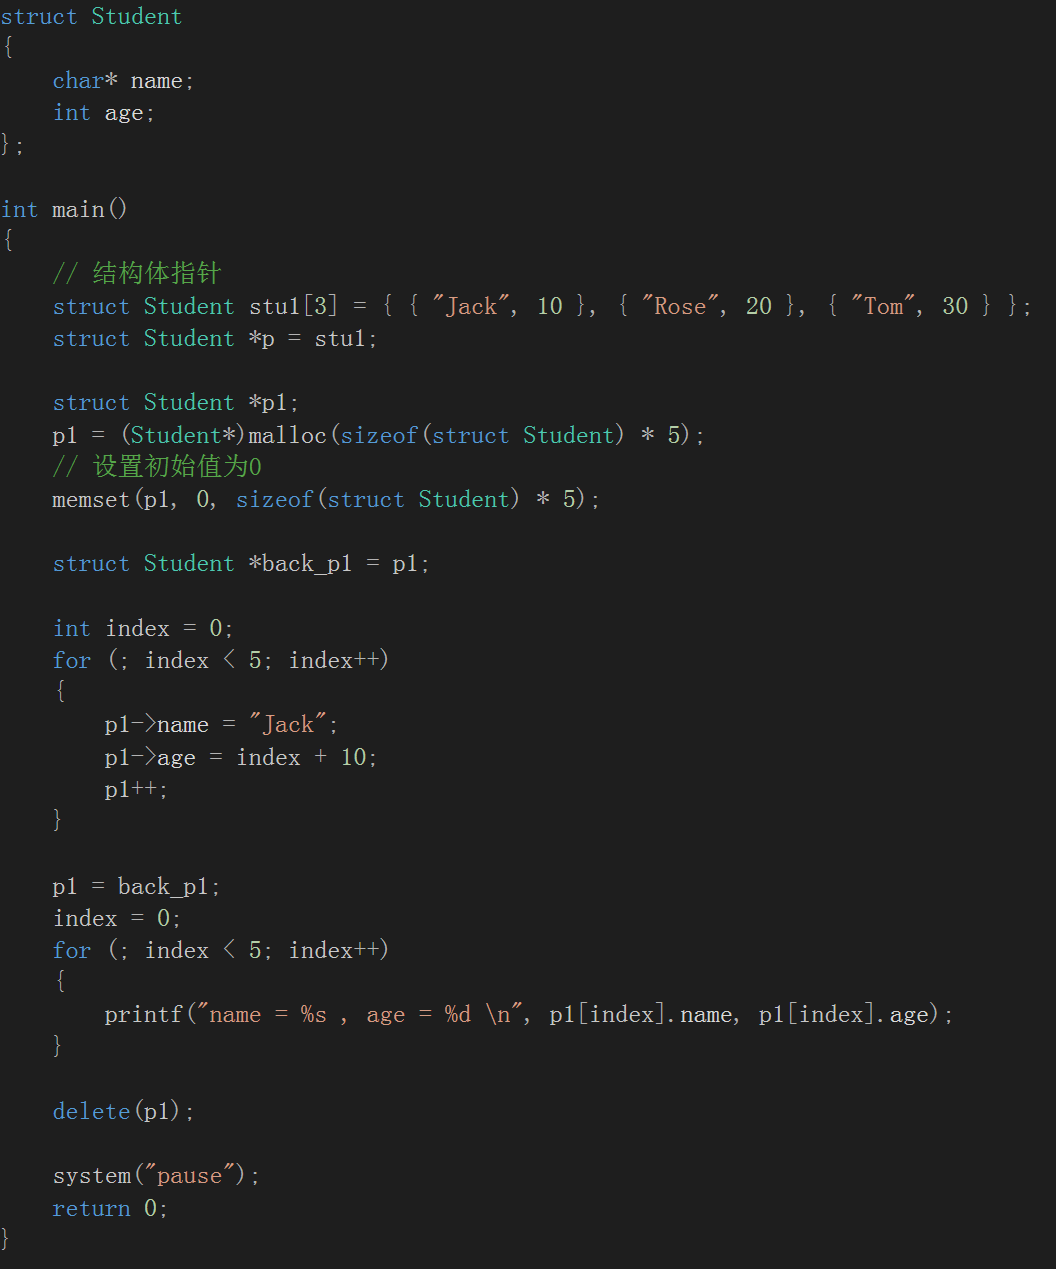 struct Student
{
    char* name;
    int age;
};

int main()
{
    // 结构体指针
    struct Student stu1[3] = { { "Jack", 10 }, { "Rose", 20 }, { "Tom", 30 } };
    struct Student *p = stu1;

    struct Student *p1;
    p1 = (Student*)malloc(sizeof(struct Student) * 5);
    // 设置初始值为0
    memset(p1, 0, sizeof(struct Student) * 5);

    struct Student *back_p1 = p1;

    int index = 0;
    for (; index < 5; index++)
    {
        p1->name = "Jack";
        p1->age = index + 10;
        p1++;
    }

    p1 = back_p1;
    index = 0;
    for (; index < 5; index++)
    {
        printf("name = %s , age = %d \n", p1[index].name, p1[index].age);
    }

    delete(p1);

    system("pause");
    return 0;
}